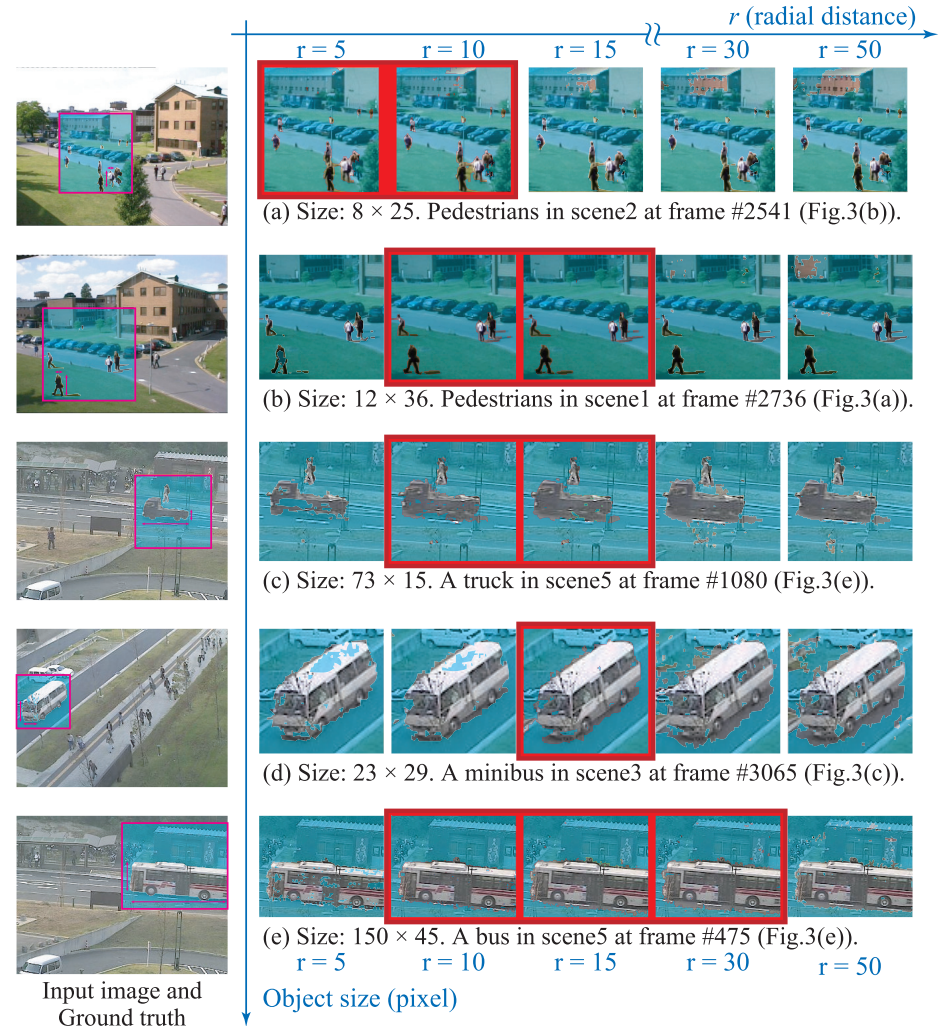 r (radial distance)
r = 5 r = 10 r = 15 r = 30 r = 50
(a) Size: 8 × 25. Pedestrians in scene2 at frame #2541 (Fig.3(b)).
(b) Size: 12 × 36. Pedestrians in scene1 at frame #2736 (Fig.3(a)).
(c) Size: 73 × 15. A truck in scene5 at frame #1080 (Fig.3(e)).
(d) Size: 23 × 29. A minibus in scene3 at frame #3065 (Fig.3(c)).
(e) Size: 150 × 45. A bus in scene5 at frame #475 (Fig.3(e)).
r = 5 r = 10 r = 15 r = 30 r = 50
Input image and
Ground truth
Object size (pixel)